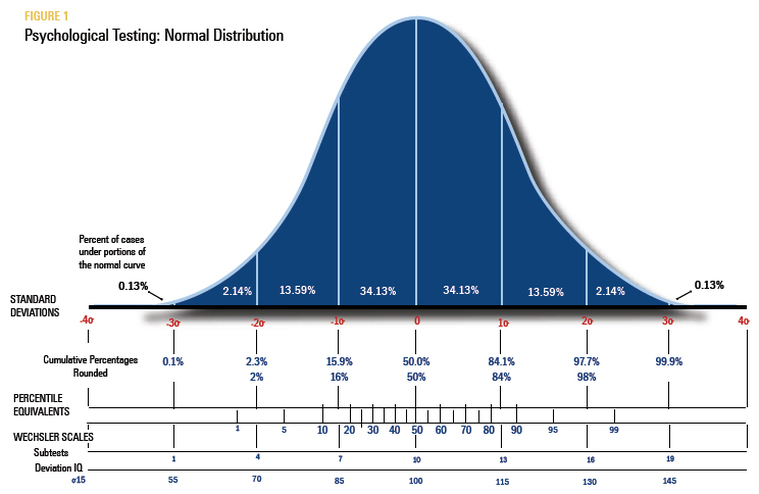 FIGURE 1
Psychological Testing: Normal Distribution
Percent of cases
under portions of
the normal curve
0.13%
2.14% 13.59% 34.13% 34.13% 13.59% 2.14%
0.13%
STANDARD
DEVIATIONS
-4σ -3σ -2σ -1σ 0 1σ 2σ 3σ 4σ
Cumulative Percentages 0.1% 2.3% 15.9% 50.0% 84.1% 97.7% 99.9%
Rounded 2% 16% 50% 84% 98%
PERCENTILE
EQUIVALENTS
1 5 10 20 30 40 50 60 70 80 90 95 99
WECHSLER SCALES
Subtests 1 4 7 10 13 16 19
Deviation IQ
σ15 55 70 85 100 115 130 145